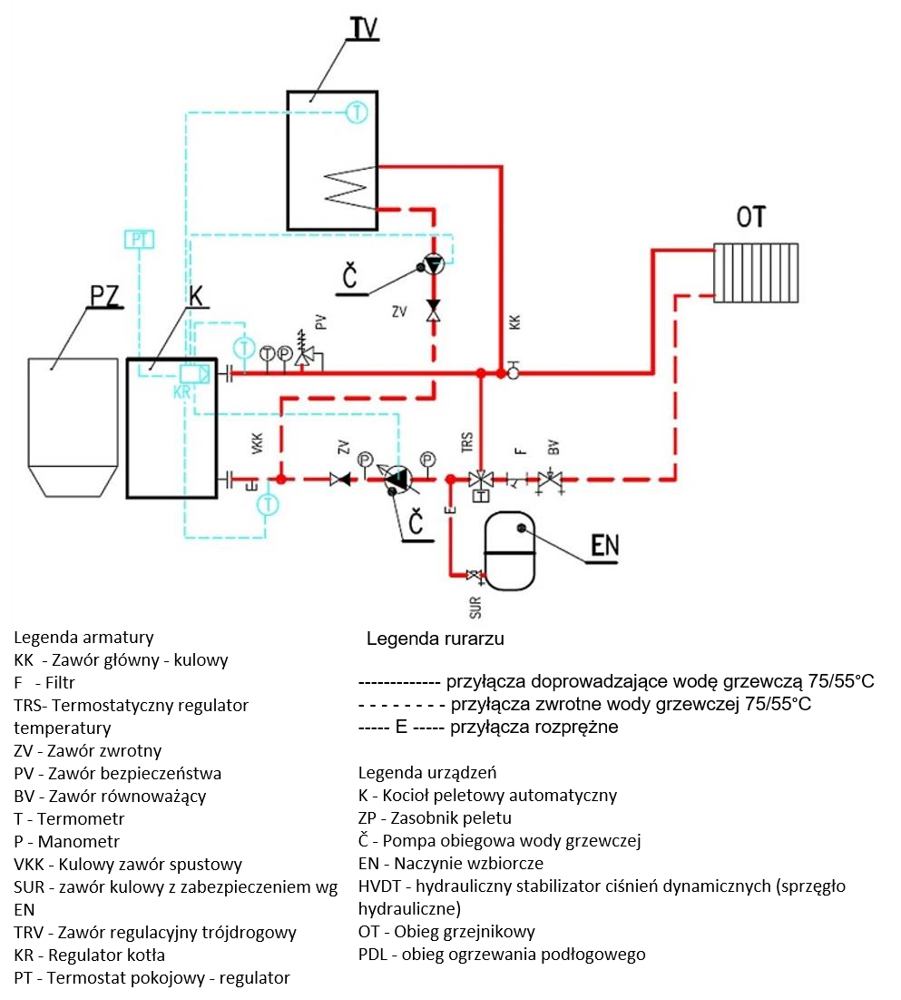 TV
T
OT
PT
Č
PZ
K
ZV
PV
KK
T
T
P
KR
VKK
ZV
P
P
TRS
F
BV
E
T
T
Č
E
EN
SUR
Legenda armatury
KK - Zawór główny - kulowy
F - Filtr
TRS- Termostatyczny regulator
temperatury
ZV - Zawór zwrotny
PV - Zawór bezpieczeństwa
BV - Zawór równoważący
T - Termometr
P - Manometr
VKK - Kulowy zawór spustowy
SUR - zawór kulowy z zabezpieczeniem wg
EN
TRV - Zawór regulacyjny trójdrogowy
KR - Regulator kotła
PT - Termostat pokojowy - regulator
Legenda rurarzu
------------- przyłącza doprowadzające wodę grzewczą 75/55°C
- - - - - - - - przyłącza zwrotne wody grzewczej 75/55°C
----- E ----- przyłącza rozprężne
Legenda urządzeń
K - Kocioł peletowy automatyczny
ZP - Zasobnik peletu
Č - Pompa obiegowa wody grzewczej
EN - Naczynie wzbiorcze
HVDT - hydrauliczny stabilizator ciśnień dynamicznych (sprzęgło
hydrauliczne)
OT - Obieg grzejnikowy
PDL - obieg ogrzewania podłogowego